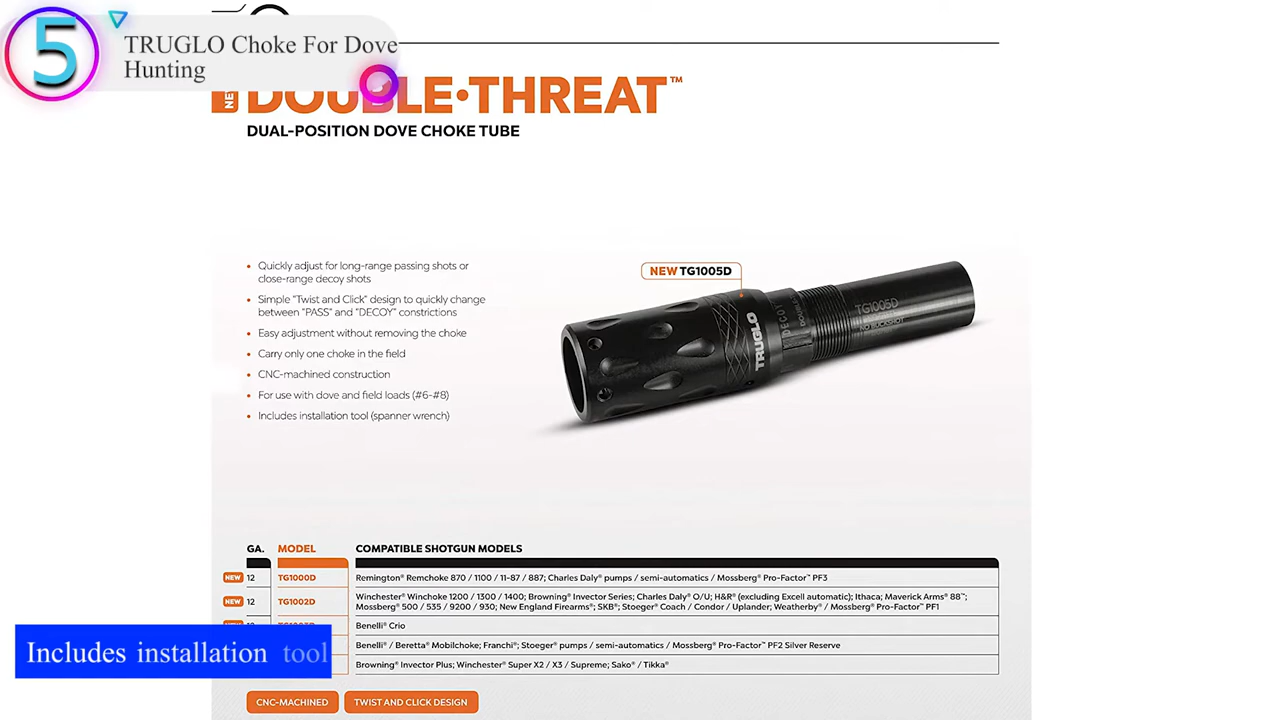 5
TRUGLO Choke For Dove
Hunting
DOUBLE•THREAT™
DUAL-POSITION DOVE CHOKE TUBE
• Quickly adjust for long-range passing shots or
close-range decoy shots
• Simple "Twist and Click" design to quickly change
between "PASS" and "DECOY" constrictions
• Easy adjustment without removing the choke
• Carry only one choke in the field
• CNC-machined construction
• For use with dove and field loads (#6-#8)
• Includes installation tool (spanner wrench)
NEW TG1005D
TRUGLO
DECOY
DOUBLE
TG1005D
NO BUCKSHOT
GA. MODEL COMPATIBLE SHOTGUN MODELS
NEW 12 TG1000D Remington® Remchoke 870 / 1100 / 11-87 / 887; Charles Daly® pumps / semi-automatics / Mossberg® Pro-Factor™ PF3
NEW 12 TG1002D Winchester® Winchoke 1200 / 1300 / 1400; Browning® Invector Series; Charles Daly® O/U; H&R® (excluding Excell automatic); Ithaca; Maverick Arms® 88™;
Mossberg® 500 / 535 / 9200 / 930; New England Firearms®; SKB®; Stoeger® Coach / Condor / Uplander; Weatherby® / Mossberg® Pro-Factor™ PF1
Benelli® Crio
Benelli® / Beretta® Mobilchoke; Franchi®; Stoeger® pumps / semi-automatics / Mossberg® Pro-Factor™ PF2 Silver Reserve
Browning® Invector Plus; Winchester® Super X2 / X3 / Supreme; Sako® / Tikka®
Includes installation tool
CNC-MACHINED TWIST AND CLICK DESIGN